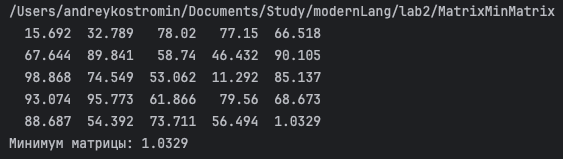 /Users/andreykostromin/Documents/Study/modernLang/lab2/MatrixMinMatrix
15.692 32.789 78.02 77.15 66.518
67.644 89.841 58.74 46.432 90.105
98.868 74.549 53.062 11.292 85.137
93.074 95.773 61.866 79.56 68.673
88.687 54.392 73.711 56.494 1.0329
Минимум матрицы: 1.0329